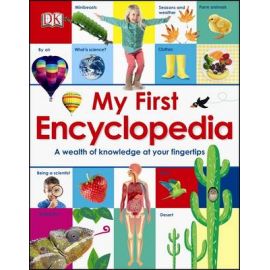 DK
Minibeasts
Seasons and
weather
Farm animals
By air
What's science?
Clothes
My First
Encyclopedia
A wealth of knowledge at your fingertips
Being a scientist
Desert